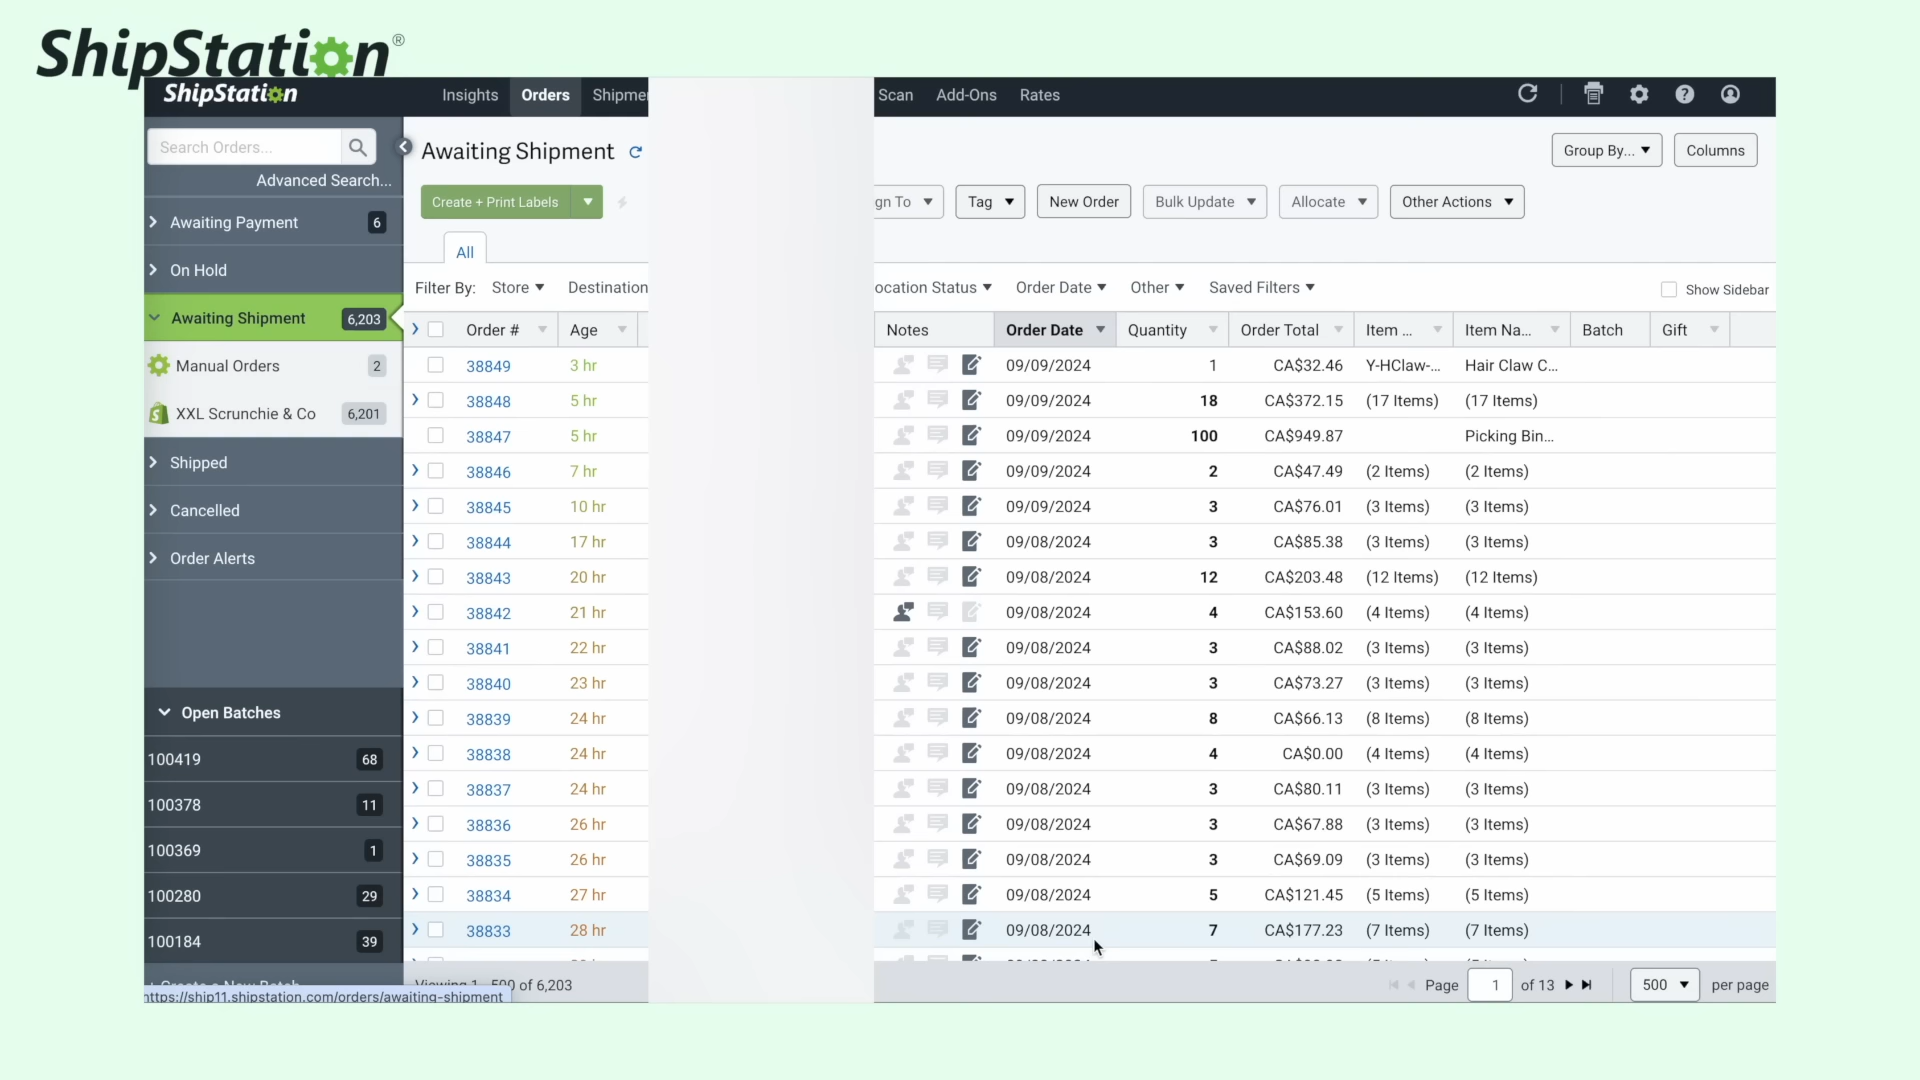 ShipStation®
ShipStation
Insights Orders Scan Add-Ons Rates
Search Orders...
Advanced Search...
Awaiting Payment 6
On Hold
Awaiting Shipment 6,203
Manual Orders 2
XXL Scrunchie & Co 6,201
Shipped
Cancelled
Order Alerts
Open Batches
100419 68
100378 11
100369 1
100280 29
100184 39
https://ship11.shipstation.com/orders/awaiting-shipment
Awaiting Shipment
Group By... Columns
Create + Print Labels To Tag New Order Bulk Update Allocate Other Actions
All
Filter By: Store Destination Status Order Date Other Saved Filters Show Sidebar
Order # Age Notes Order Date Quantity Order Total Item ... Item Na... Batch Gift
38849 3 hr 09/09/2024 1 CA$32.46 Y-HClaw-... Hair Claw C...
38848 5 hr 09/09/2024 18 CA$372.15 (17 Items) (17 Items)
38847 5 hr 09/09/2024 100 CA$949.87 Picking Bin...
38846 7 hr 09/09/2024 2 CA$47.49 (2 Items) (2 Items)
38845 10 hr 09/09/2024 3 CA$76.01 (3 Items) (3 Items)
38844 17 hr 09/08/2024 3 CA$85.38 (3 Items) (3 Items)
38843 20 hr 09/08/2024 12 CA$203.48 (12 Items) (12 Items)
38842 21 hr 09/08/2024 4 CA$153.60 (4 Items) (4 Items)
38841 22 hr 09/08/2024 3 CA$88.02 (3 Items) (3 Items)
38840 23 hr 09/08/2024 3 CA$73.27 (3 Items) (3 Items)
38839 24 hr 09/08/2024 8 CA$66.13 (8 Items) (8 Items)
38838 24 hr 09/08/2024 4 CA$0.00 (4 Items) (4 Items)
38837 24 hr 09/08/2024 3 CA$80.11 (3 Items) (3 Items)
38836 26 hr 09/08/2024 3 CA$67.88 (3 Items) (3 Items)
38835 26 hr 09/08/2024 3 CA$69.09 (3 Items) (3 Items)
38834 27 hr 09/08/2024 5 CA$121.45 (5 Items) (5 Items)
38833 28 hr 09/08/2024 7 CA$177.23 (7 Items) (7 Items)
Viewing 1 - 500 of 6,203 Page 1 of 13 500 per page